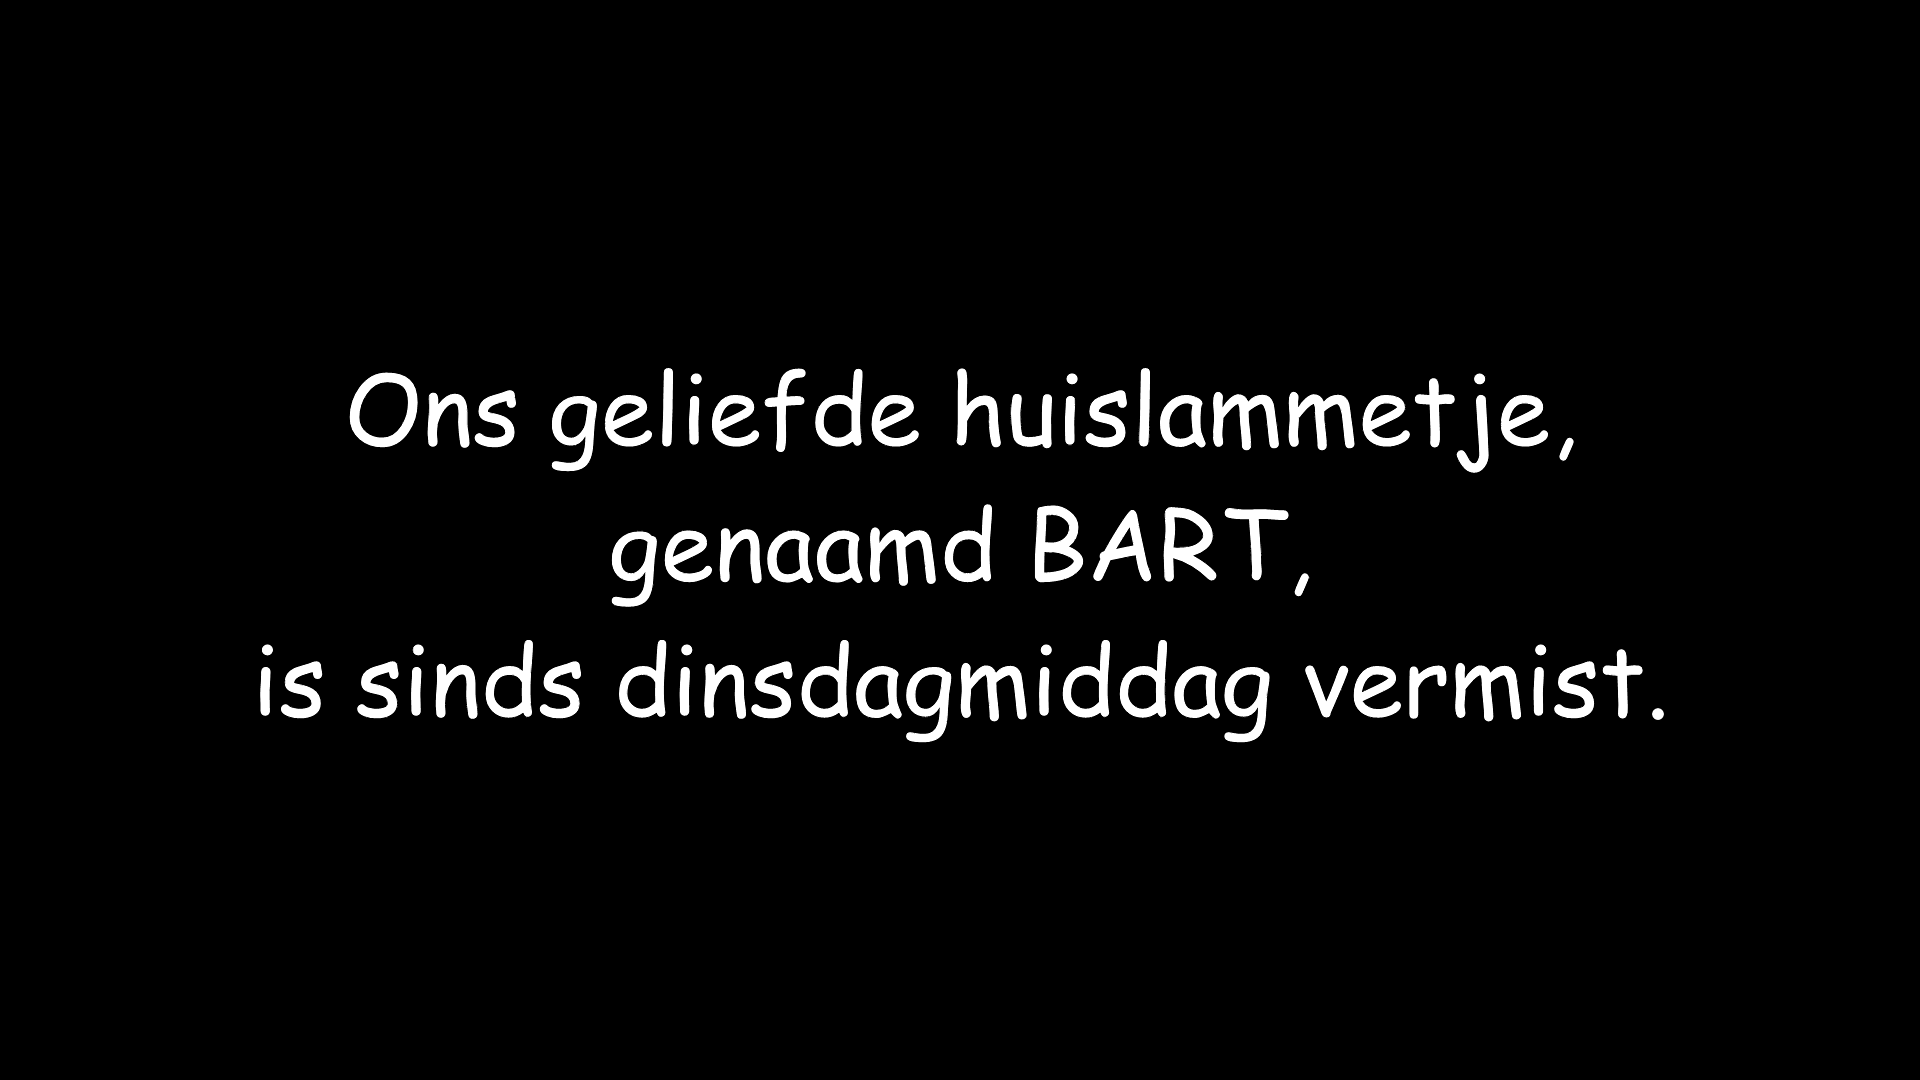 Ons geliefde huislammetje,
genaamd BART,
is sinds dinsdagmiddag vermist.